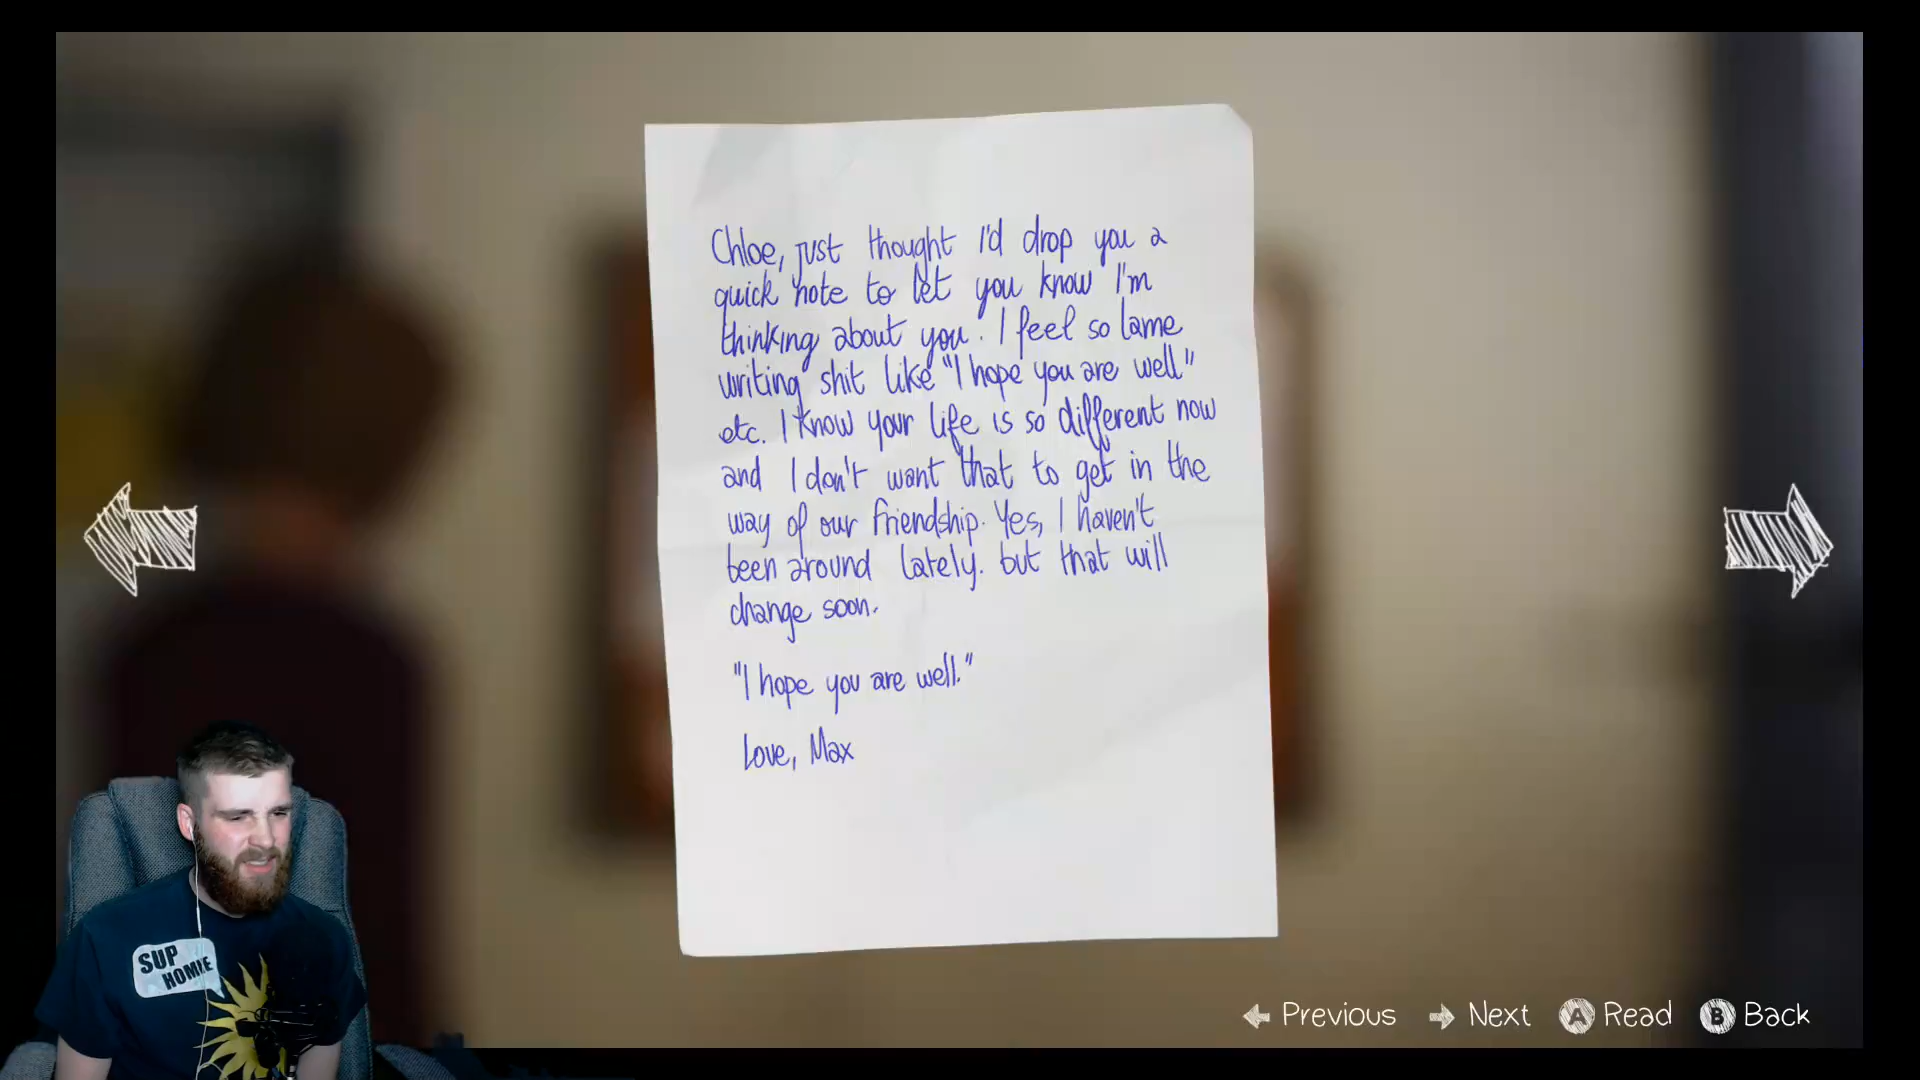 Chloe, just thought I'd drop you a
quick note to let you know I'm
thinking about you. I feel so lame
writing shit like "I hope you are well"
etc. I know your life is so different now
and I don't want that to get in the
way of our friendship. Yes, I haven't
been around lately. but that will
change soon.
"I hope you are well."
Love, Max
SUP
HOMIE
Previous
Next
A Read
B Back